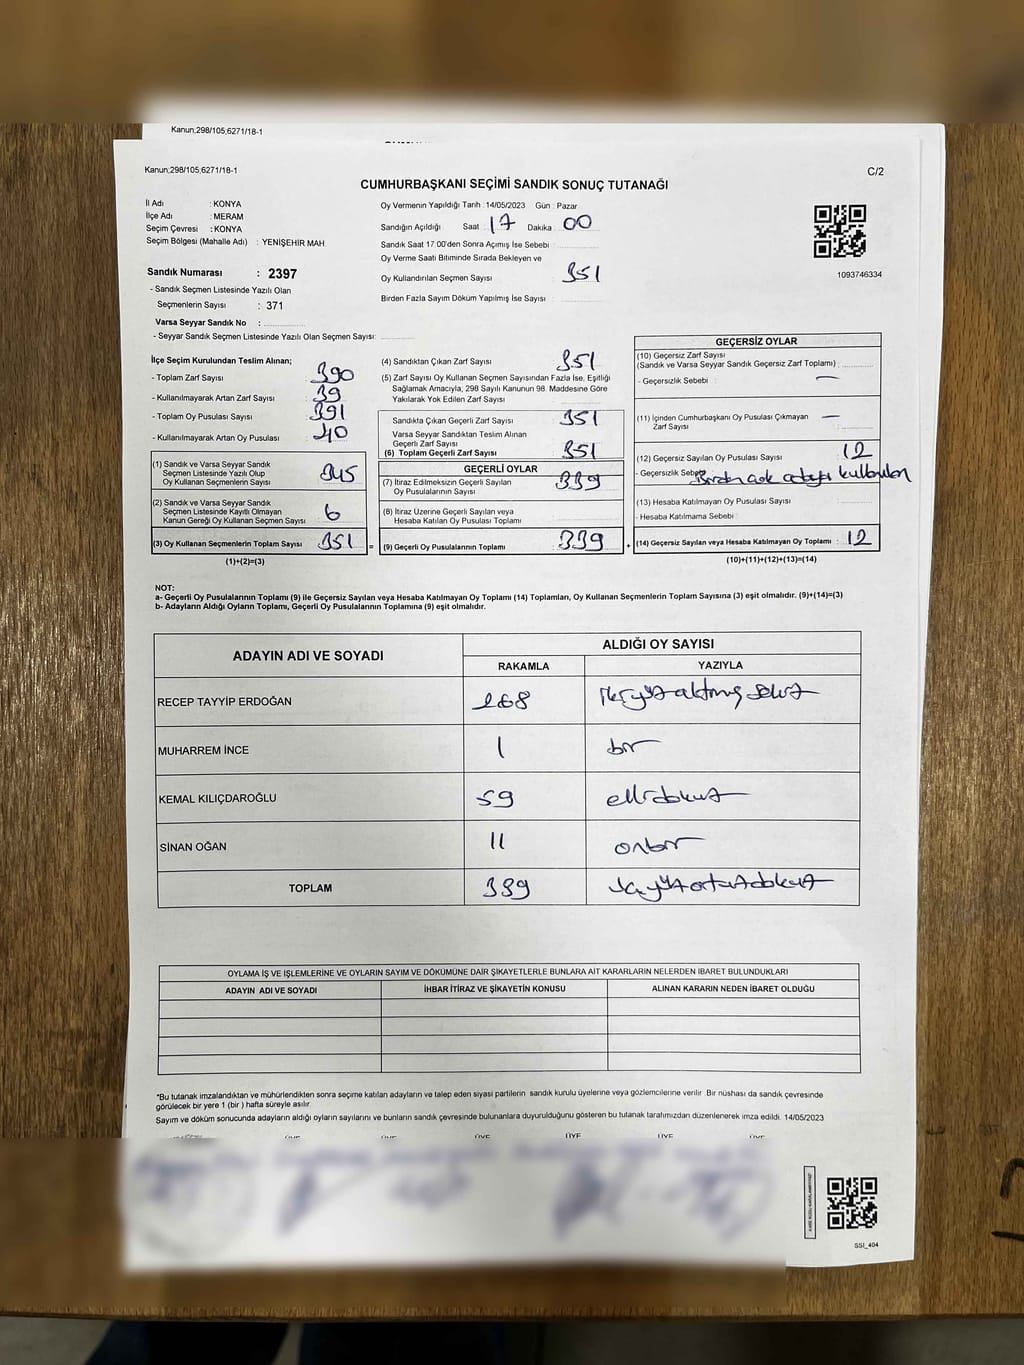 Kanun;298/105;6271/18-1
Kanun;298/105;6271/18-1
C/2
CUMHURBAŞKANI SEÇİMİ SANDIK SONUÇ TUTANAĞI
İl Adı : KONYA
İlçe Adı : MERAM
Seçim Çevresi : KONYA
Seçim Bölgesi (Mahalle Adı) : YENİŞEHİR MAH
Sandık Numarası : 2397
- Sandık Seçmen Listesinde Yazılı Olan
Seçmenlerin Sayısı : 371
Varsa Seyyar Sandık No :
- Seyyar Sandık Seçmen Listesinde Yazılı Olan Seçmen Sayısı:
Oy Vermenin Yapıldığı Tarih : 14/05/2023 Gün : Pazar
Sandığın Açıldığı Saat : 17 Dakika : 00
Sandık Saat 17.00'den Sonra Açımış İse Sebebi :
Oy Verme Saati Bitiminde Sırada Bekleyen ve
Oy Kullandırılan Seçmen Sayısı : 351
Birden Fazla Sayım Döküm Yapılmış İse Sayısı :
1093746334
İlçe Seçim Kurulundan Teslim Alınan;
- Toplam Zarf Sayısı : 390
- Kullanılmayarak Artan Zarf Sayısı : 39
- Toplam Oy Pusulası Sayısı : 391
- Kullanılmayarak Artan Oy Pusulası : 40
(1) Sandık ve Varsa Seyyar Sandık
Seçmen Listesinde Yazılı Olup
Oy Kullanan Seçmenlerin Sayısı : 345
(2) Sandık ve Varsa Seyyar Sandık
Seçmen Listesinde Kayıtlı Olmayan
Kanun Gereği Oy Kullanan Seçmen Sayısı : 6
(3) Oy Kullanan Seçmenlerin Toplam Sayısı : 351 =
(1)+(2)=(3)
(4) Sandıktan Çıkan Zarf Sayısı : 351
(5) Zarf Sayısı Oy Kullanan Seçmen Sayısından Fazla İse, Eşitliği
Sağlamak Amacıyla, 298 Sayılı Kanunun 98. Maddesine Göre
Yakılarak Yok Edilen Zarf Sayısı :
Sandıkta Çıkan Geçerli Zarf Sayısı : 351
Varsa Seyyar Sandıktan Teslim Alınan
Geçerli Zarf Sayısı :
(6) Toplam Geçerli Zarf Sayısı : 351
GEÇERLİ OYLAR
(7) İtiraz Edilmeksizin Geçerli Sayılan
Oy Pusulalarının Sayısı : 339
(8) İtiraz Üzerine Geçerli Sayılan veya
Hesaba Katılan Oy Pusulası Toplamı :
(9) Geçerli Oy Pusulalarının Toplamı : 339 +
GEÇERSİZ OYLAR
(10) Geçersiz Zarf Sayısı
(Sandık ve Varsa Seyyar Sandık Geçersiz Zarf Toplamı) :
- Geçersizlik Sebebi : —
(11) İçinden Cumhurbaşkanı Oy Pusulası Çıkmayan —
Zarf Sayısı :
(12) Geçersiz Sayılan Oy Pusulası Sayısı : 12
- Geçersizlik Sebebi
(13) Hesaba Katılmayan Oy Pusulası Sayısı :
- Hesaba Katılmama Sebebi :
(14) Geçersiz Sayılan veya Hesaba Katılmayan Oy Toplamı : 12
(10)+(11)+(12)+(13)=(14)
NOT:
a- Geçerli Oy Pusulalarının Toplamı (9) ile Geçersiz Sayılan veya Hesaba Katılmayan Oy Toplamı (14) Toplamları, Oy Kullanan Seçmenlerin Toplam Sayısına (3) eşit olmalıdır. (9)+(14)=(3)
b- Adayların Aldığı Oyların Toplamı, Geçerli Oy Pusulalarının Toplamına (9) eşit olmalıdır.
ADAYIN ADI VE SOYADI ALDIĞI OY SAYISI
RAKAMLA YAZIYLA
RECEP TAYYİP ERDOĞAN 268 ikiyüzaltmışsekiz
MUHARREM İNCE 1 bir
KEMAL KILIÇDAROĞLU 59 ellidokuz
SİNAN OĞAN 11 onbir
TOPLAM 339 üçyüzotuzdokuz
OYLAMA İŞ VE İŞLEMLERİNE VE OYLARIN SAYIM VE DÖKÜMÜNE DAİR ŞİKAYETLERLE BUNLARA AİT KARARLARIN NELERDEN İBARET BULUNDUKLARI
ADAYIN ADI VE SOYADI İHBAR İTİRAZ VE ŞİKAYETİN KONUSU ALINAN KARARIN NEDEN İBARET OLDUĞU
*Bu tutanak imzalandıktan ve mühürlendikten sonra seçime katılan adayların ve talep eden siyasi partilerin sandık kurulu üyelerine veya gözlemcilerine verilir. Bir nüshası da sandık çevresinde
görülecek bir yere 1 (bir ) hafta süreyle asılır.
Sayım ve döküm sonucunda adayların aldığı oyların sayılarını ve bunların sandık çevresinde bulunanlara duyurulduğunu gösteren bu tutanak tarafımızdan düzenlenerek imza edildi. 14/05/2023
ÜYE ÜYE ÜYE ÜYE ÜYE ÜYE
SSİ_404